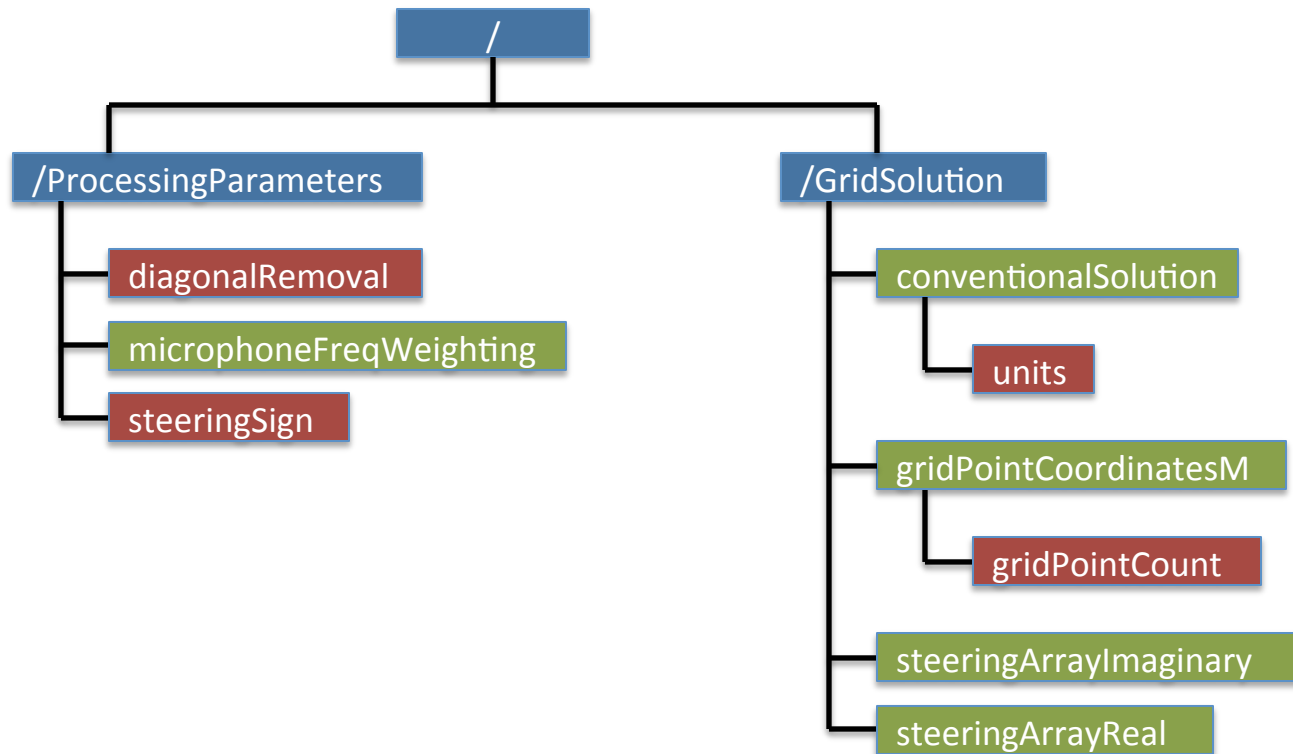 /
/ProcessingParameters
diagonalRemoval
microphoneFreqWeighting
steeringSign
/GridSolution
conventionalSolution
units
gridPointCoordinatesM
gridPointCount
steeringArrayImaginary
steeringArrayReal